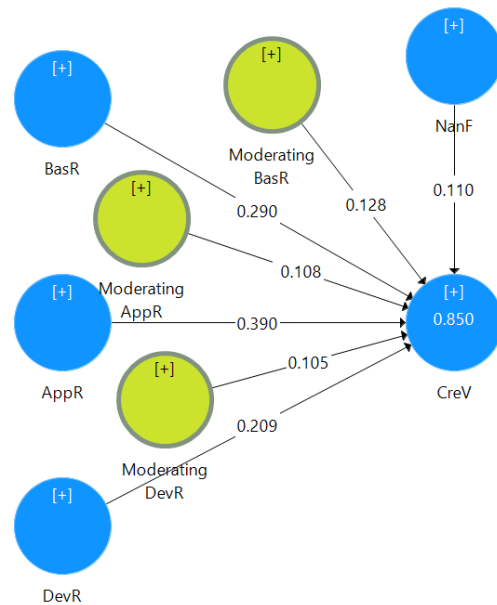 [+]
NanF
[+]
Moderating
BasR
[+]
BasR
[+]
Moderating
AppR
0.290
0.128
0.110
0.108
[+]
AppR
0.390
[+]
0.850
CreV
[+]
Moderating
DevR
0.105
0.209
[+]
DevR